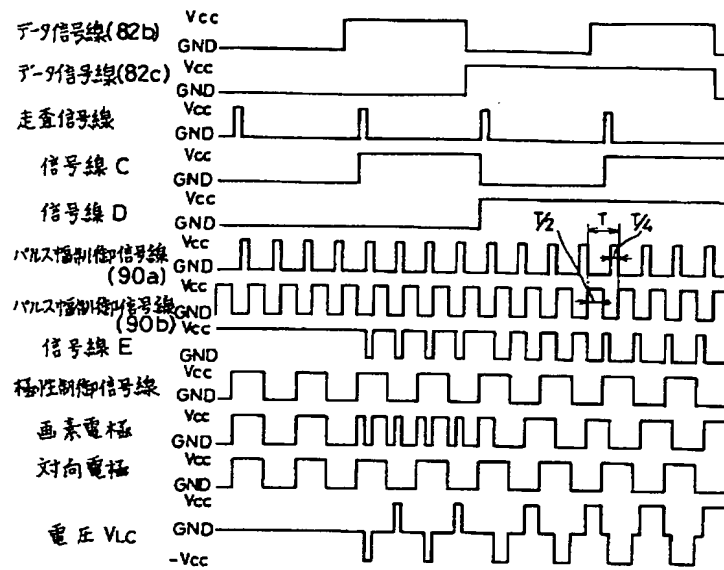 Vcc
データ信号線(82b)
GND
データ信号線(82c) Vcc
GND
走査信号線 Vcc
GND
信号線 C Vcc
GND
信号線 D Vcc
GND
T/2 T T/4
パルス幅制御信号線 Vcc
(90a) GND
パルス幅制御信号線 Vcc
(90b) GND
信号線 E Vcc
GND
極性制御信号線 Vcc
GND
画素電極 Vcc
GND
対向電極 Vcc
GND
Vcc
電圧 VLC GND
-Vcc